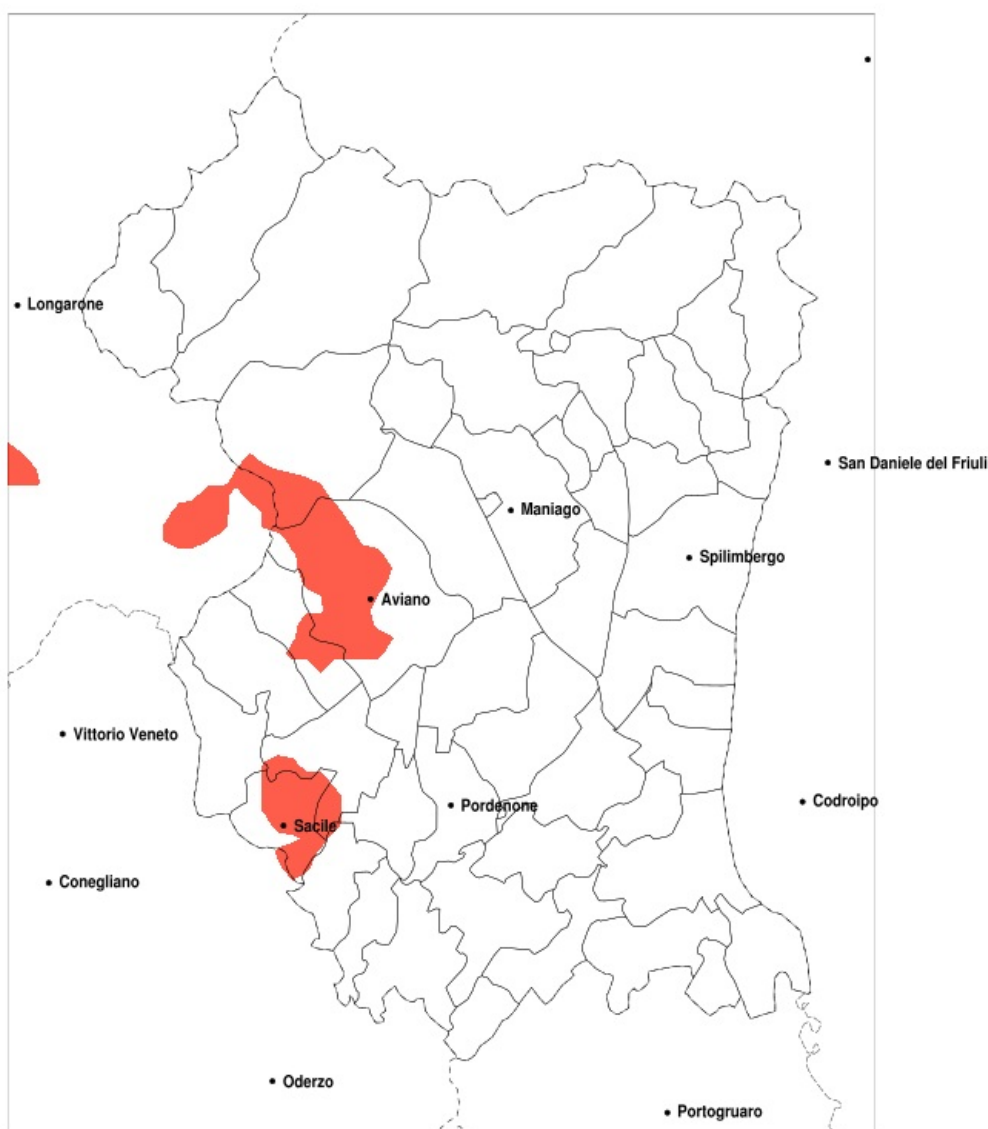 Longarone
San Daniele del Friuli
Maniago
Spilimbergo
Aviano
Vittorio Veneto
Codroipo
Pordenone
Sacile
Conegliano
Oderzo
Portogruaro